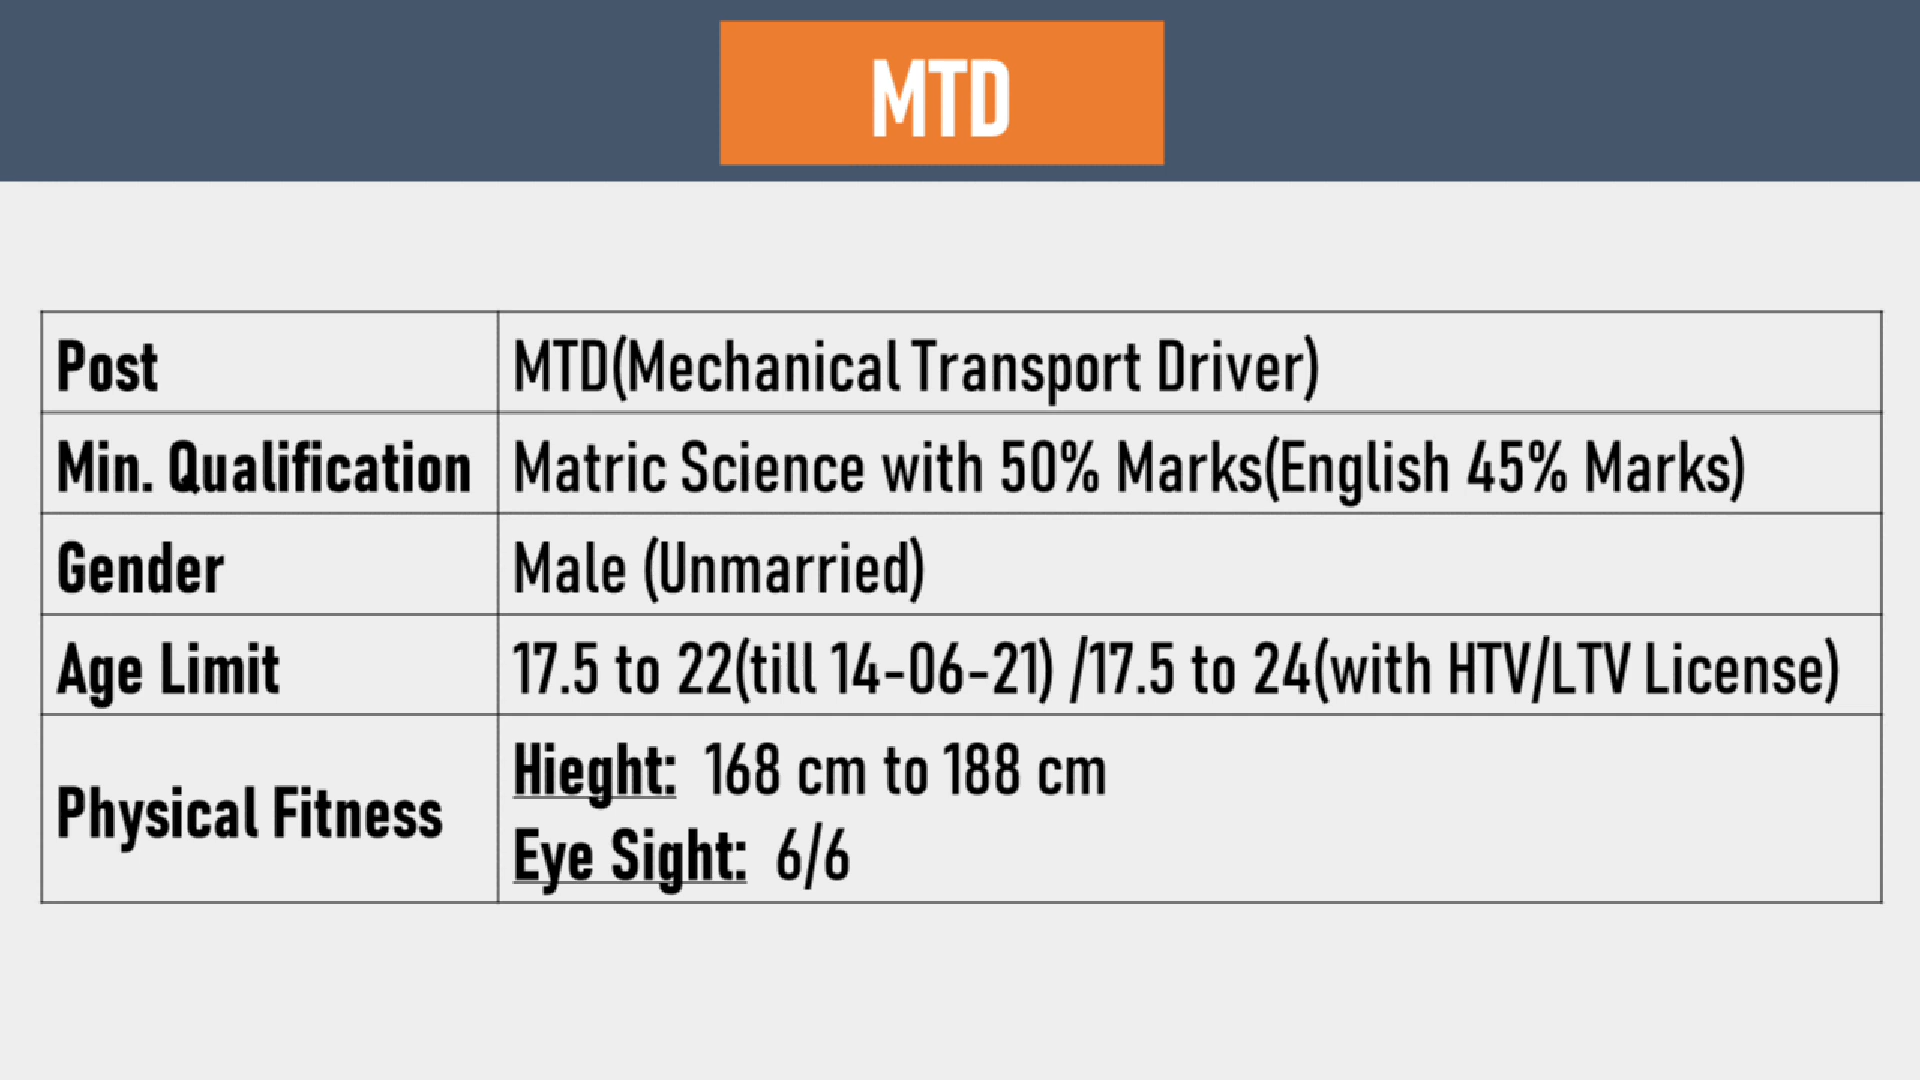 MTD
Post MTD(Mechanical Transport Driver)
Min. Qualification Matric Science with 50% Marks(English 45% Marks)
Gender Male (Unmarried)
Age Limit 17.5 to 22(till 14-06-21) /17.5 to 24(with HTV/LTV License)
Physical Fitness
Hieght: 168 cm to 188 cm
Eye Sight: 6/6